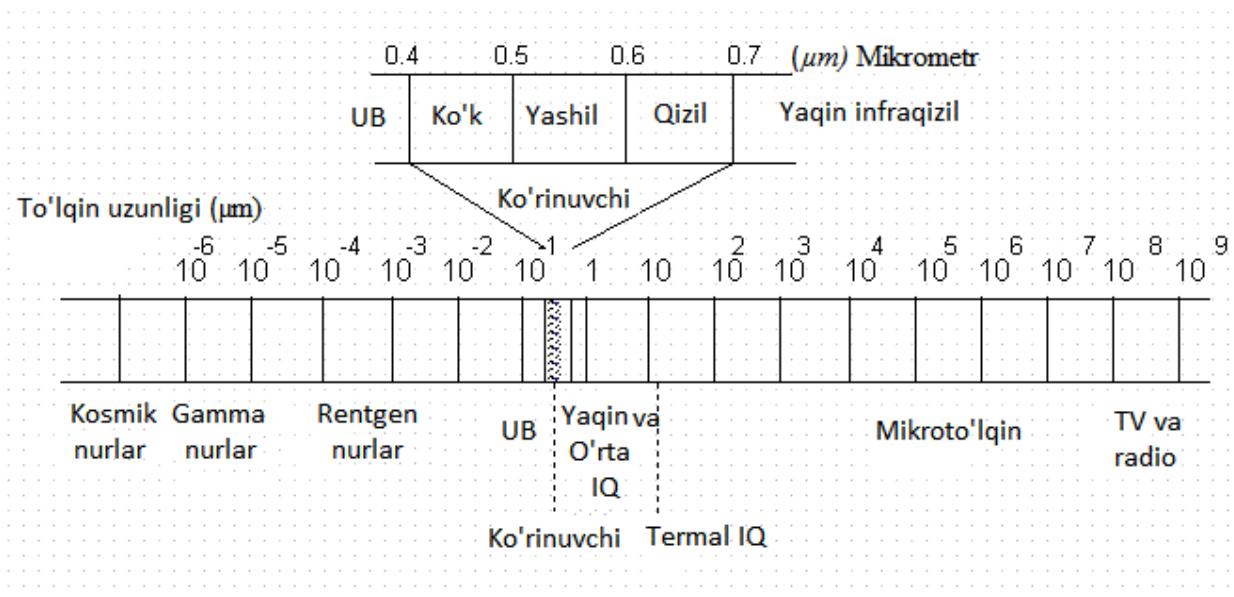 0.4 0.5 0.6 0.7 (µm) Mikrometr
UB Ko'k Yashil Qizil Yaqin infraqizil
Ko'rinuvchi
To'lqin uzunligi (µm)
10⁻⁶ 10⁻⁵ 10⁻⁴ 10⁻³ 10⁻² 10⁻¹ 1 10 10² 10³ 10⁴ 10⁵ 10⁶ 10⁷ 10⁸ 10⁹
Kosmik nurlar
Gamma nurlar
Rentgen nurlar
UB
Yaqin va
O'rta
IQ
Mikroto'lqin
TV va
radio
Ko'rinuvchi Termal IQ